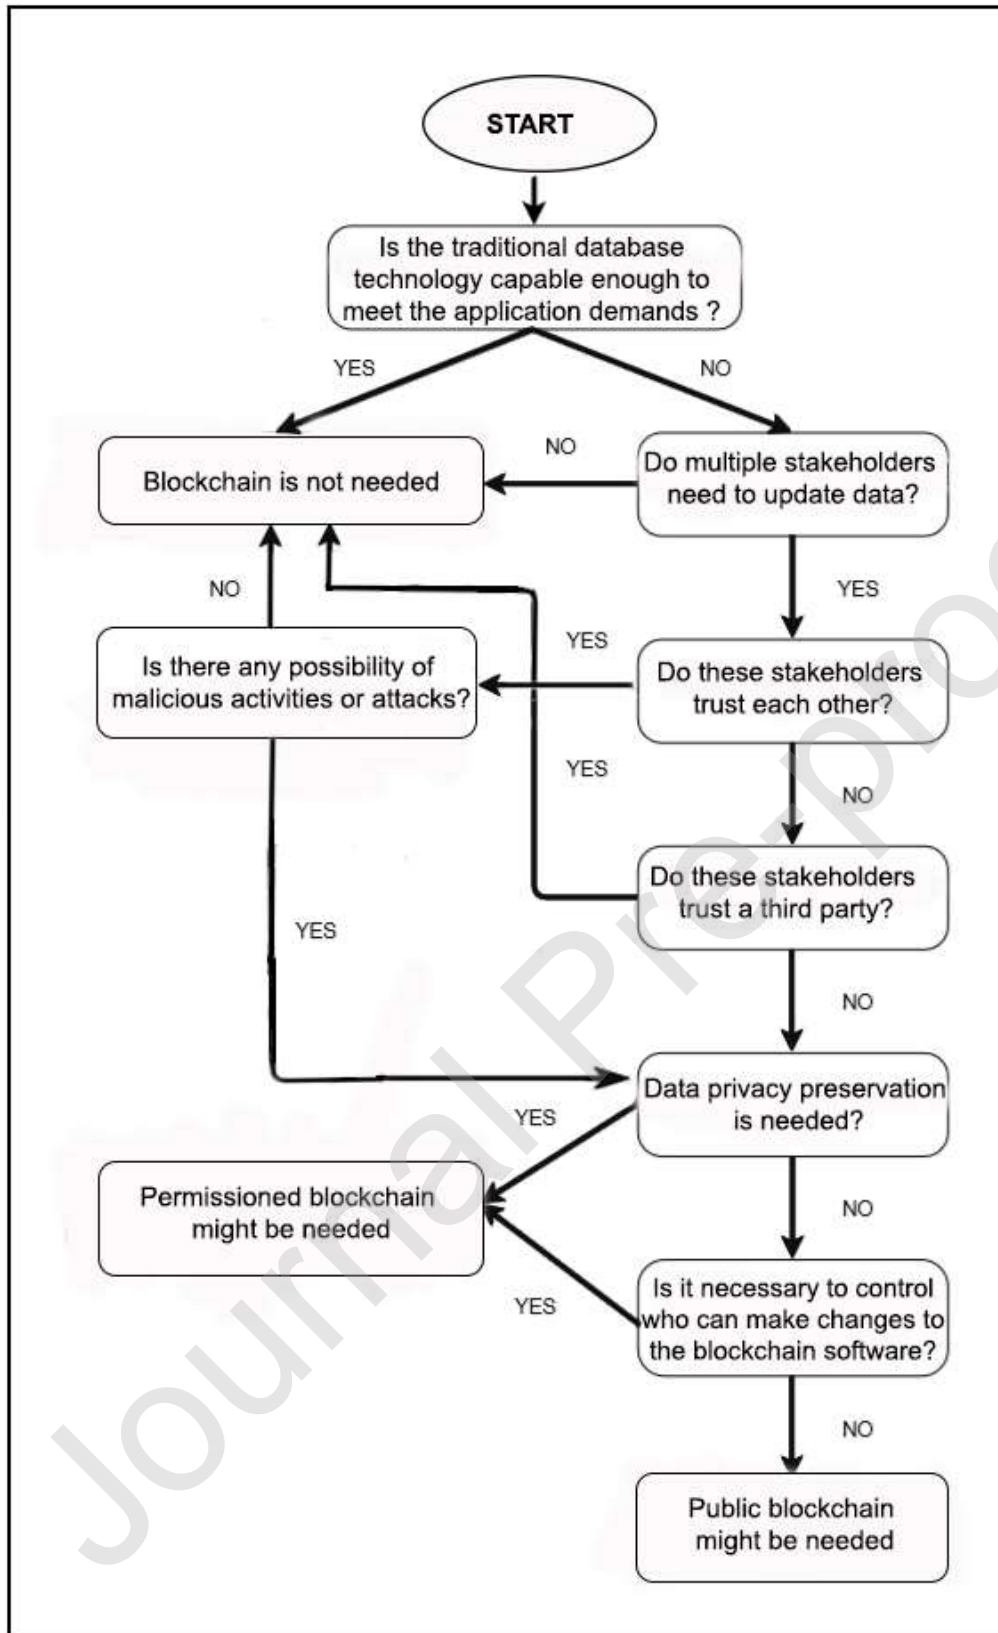 START
Is the traditional database
technology capable enough to
meet the application demands ?
YES
NO
Blockchain is not needed
NO
Do multiple stakeholders
need to update data?
NO
YES
Is there any possibility of
malicious activities or attacks?
YES
Do these stakeholders
trust each other?
YES
NO
Do these stakeholders
trust a third party?
YES
NO
Data privacy preservation
is needed?
YES
Permissioned blockchain
might be needed
NO
Is it necessary to control
who can make changes to
the blockchain software?
YES
NO
Public blockchain
might be needed
Journal Pre-proo